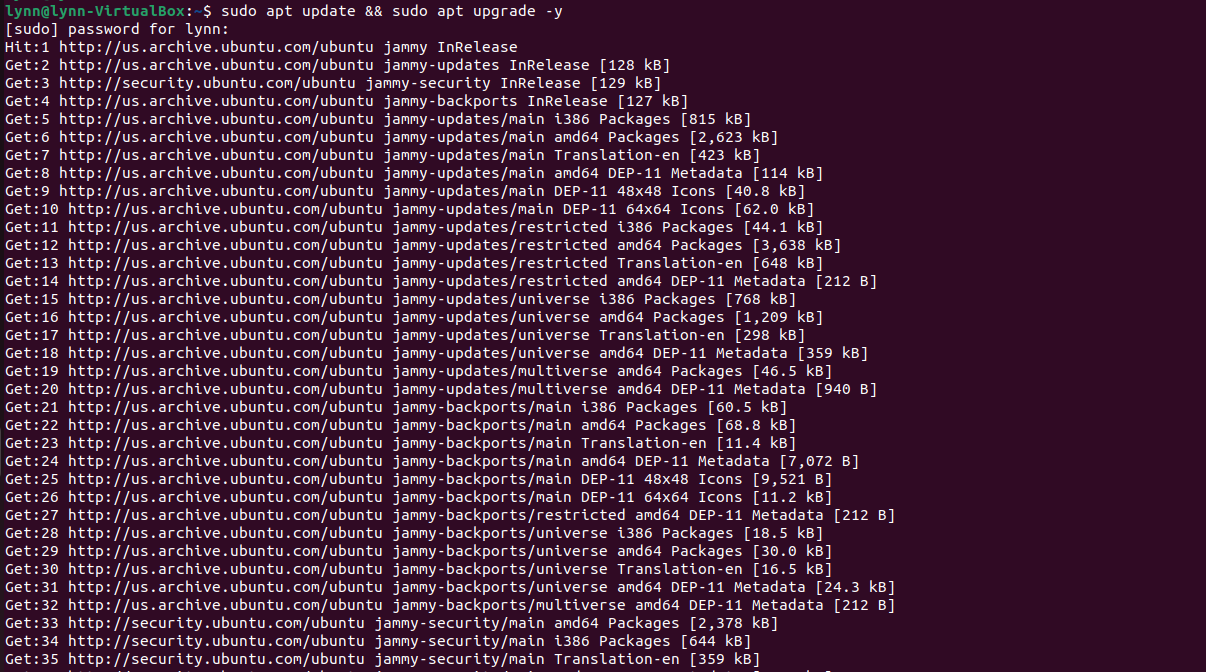 lynn@lynn-VirtualBox:~$ sudo apt update && sudo apt upgrade -y
[sudo] password for lynn:
Hit:1 http://us.archive.ubuntu.com/ubuntu jammy InRelease
Get:2 http://us.archive.ubuntu.com/ubuntu jammy-updates InRelease [128 kB]
Get:3 http://security.ubuntu.com/ubuntu jammy-security InRelease [129 kB]
Get:4 http://us.archive.ubuntu.com/ubuntu jammy-backports InRelease [127 kB]
Get:5 http://us.archive.ubuntu.com/ubuntu jammy-updates/main i386 Packages [815 kB]
Get:6 http://us.archive.ubuntu.com/ubuntu jammy-updates/main amd64 Packages [2,623 kB]
Get:7 http://us.archive.ubuntu.com/ubuntu jammy-updates/main Translation-en [423 kB]
Get:8 http://us.archive.ubuntu.com/ubuntu jammy-updates/main amd64 DEP-11 Metadata [114 kB]
Get:9 http://us.archive.ubuntu.com/ubuntu jammy-updates/main DEP-11 48x48 Icons [40.8 kB]
Get:10 http://us.archive.ubuntu.com/ubuntu jammy-updates/main DEP-11 64x64 Icons [62.0 kB]
Get:11 http://us.archive.ubuntu.com/ubuntu jammy-updates/restricted i386 Packages [44.1 kB]
Get:12 http://us.archive.ubuntu.com/ubuntu jammy-updates/restricted amd64 Packages [3,638 kB]
Get:13 http://us.archive.ubuntu.com/ubuntu jammy-updates/restricted Translation-en [648 kB]
Get:14 http://us.archive.ubuntu.com/ubuntu jammy-updates/restricted amd64 DEP-11 Metadata [212 B]
Get:15 http://us.archive.ubuntu.com/ubuntu jammy-updates/universe i386 Packages [768 kB]
Get:16 http://us.archive.ubuntu.com/ubuntu jammy-updates/universe amd64 Packages [1,209 kB]
Get:17 http://us.archive.ubuntu.com/ubuntu jammy-updates/universe Translation-en [298 kB]
Get:18 http://us.archive.ubuntu.com/ubuntu jammy-updates/universe amd64 DEP-11 Metadata [359 kB]
Get:19 http://us.archive.ubuntu.com/ubuntu jammy-updates/multiverse amd64 Packages [46.5 kB]
Get:20 http://us.archive.ubuntu.com/ubuntu jammy-updates/multiverse amd64 DEP-11 Metadata [940 B]
Get:21 http://us.archive.ubuntu.com/ubuntu jammy-backports/main i386 Packages [60.5 kB]
Get:22 http://us.archive.ubuntu.com/ubuntu jammy-backports/main amd64 Packages [68.8 kB]
Get:23 http://us.archive.ubuntu.com/ubuntu jammy-backports/main Translation-en [11.4 kB]
Get:24 http://us.archive.ubuntu.com/ubuntu jammy-backports/main amd64 DEP-11 Metadata [7,072 B]
Get:25 http://us.archive.ubuntu.com/ubuntu jammy-backports/main DEP-11 48x48 Icons [9,521 B]
Get:26 http://us.archive.ubuntu.com/ubuntu jammy-backports/main DEP-11 64x64 Icons [11.2 kB]
Get:27 http://us.archive.ubuntu.com/ubuntu jammy-backports/restricted amd64 DEP-11 Metadata [212 B]
Get:28 http://us.archive.ubuntu.com/ubuntu jammy-backports/universe i386 Packages [18.5 kB]
Get:29 http://us.archive.ubuntu.com/ubuntu jammy-backports/universe amd64 Packages [30.0 kB]
Get:30 http://us.archive.ubuntu.com/ubuntu jammy-backports/universe Translation-en [16.5 kB]
Get:31 http://us.archive.ubuntu.com/ubuntu jammy-backports/universe amd64 DEP-11 Metadata [24.3 kB]
Get:32 http://us.archive.ubuntu.com/ubuntu jammy-backports/multiverse amd64 DEP-11 Metadata [212 B]
Get:33 http://security.ubuntu.com/ubuntu jammy-security/main amd64 Packages [2,378 kB]
Get:34 http://security.ubuntu.com/ubuntu jammy-security/main i386 Packages [644 kB]
Get:35 http://security.ubuntu.com/ubuntu jammy-security/main Translation-en [359 kB]